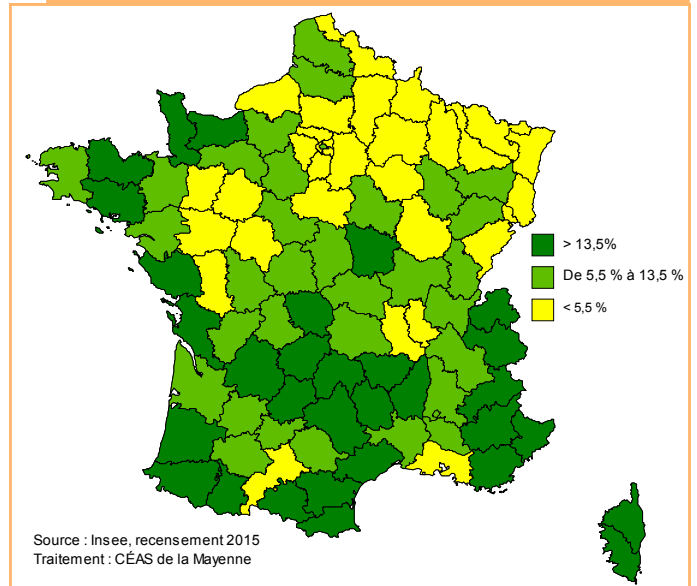 > 13,5%
De 5,5 % à 13,5 %
< 5,5 %
Source : Insee, recensement 2015
Traitement : CÉAS de la Mayenne